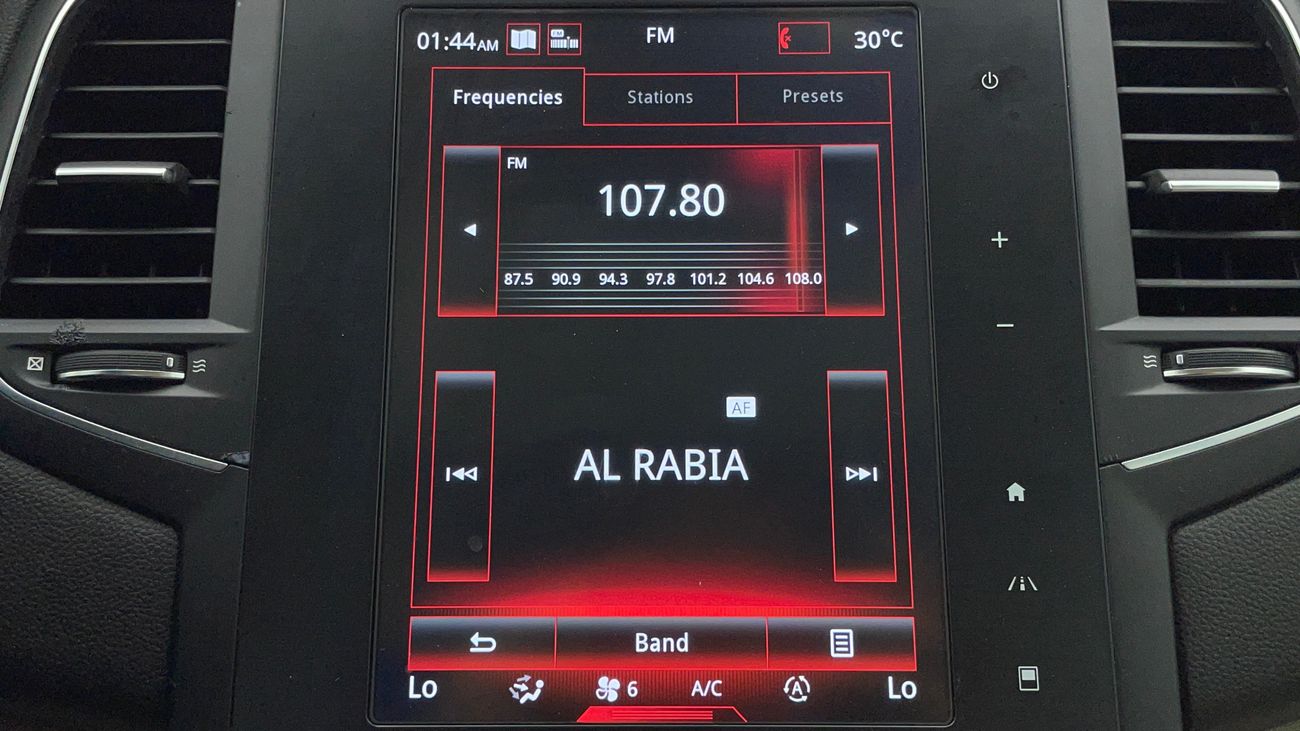 01:44AM FM 30°C
Frequencies Stations Presets
FM
107.80
87.5 90.9 94.3 97.8 101.2 104.6 108.0
AF
AL RABIA
Band
Lo 6 A/C A Lo